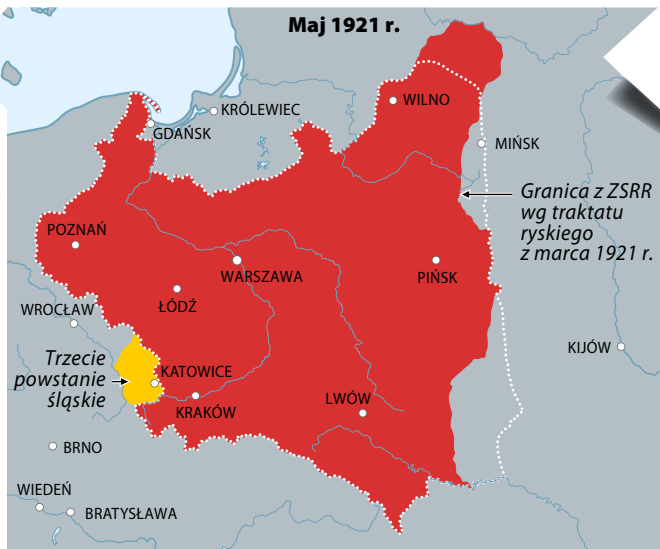 Maj 1921 r.
WILNO
KRÓLEWIEC
GDAŃSK
MIŃSK
Granica z ZSRR
wg traktatu
ryskiego
z marca 1921 r.
POZNAŃ
WARSZAWA
PIŃSK
ŁÓDŹ
WROCŁAW
KIJÓW
Trzecie
powstanie
śląskie
KATOWICE
KRAKÓW
LWÓW
BRNO
WIEDEŃ
BRATYSŁAWA